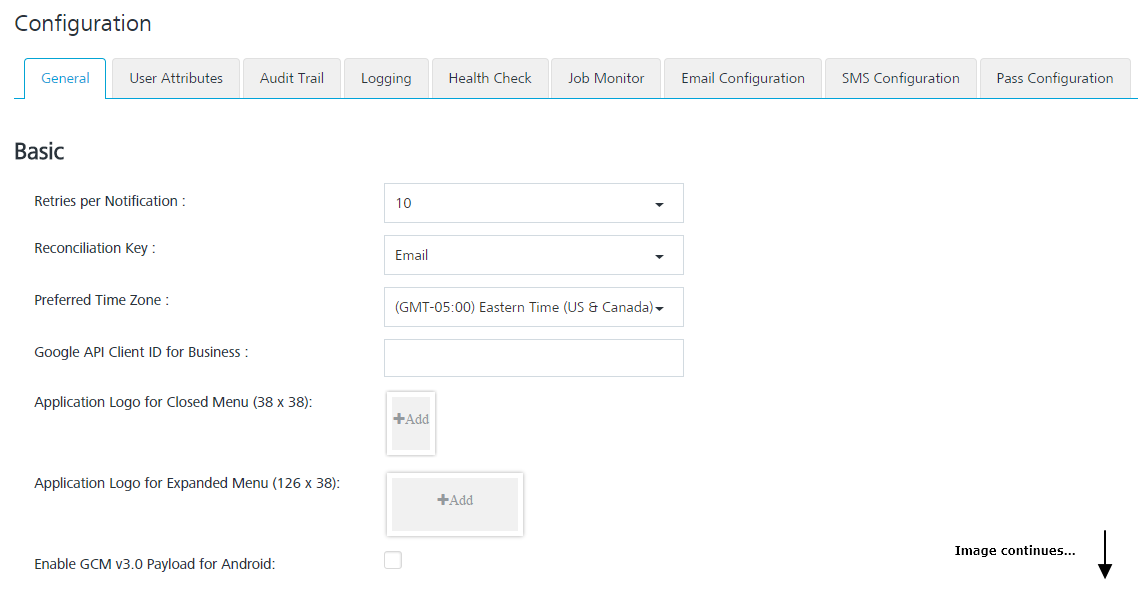 Configuration
General User Attributes Audit Trail Logging Health Check Job Monitor Email Configuration SMS Configuration Pass Configuration
Basic
Retries per Notification : 10
Reconciliation Key : Email
Preferred Time Zone : (GMT-05:00) Eastern Time (US & Canada)
Google API Client ID for Business :
Application Logo for Closed Menu (38 x 38): +Add
Application Logo for Expanded Menu (126 x 38): +Add
Image continues...
Enable GCM v3.0 Payload for Android: